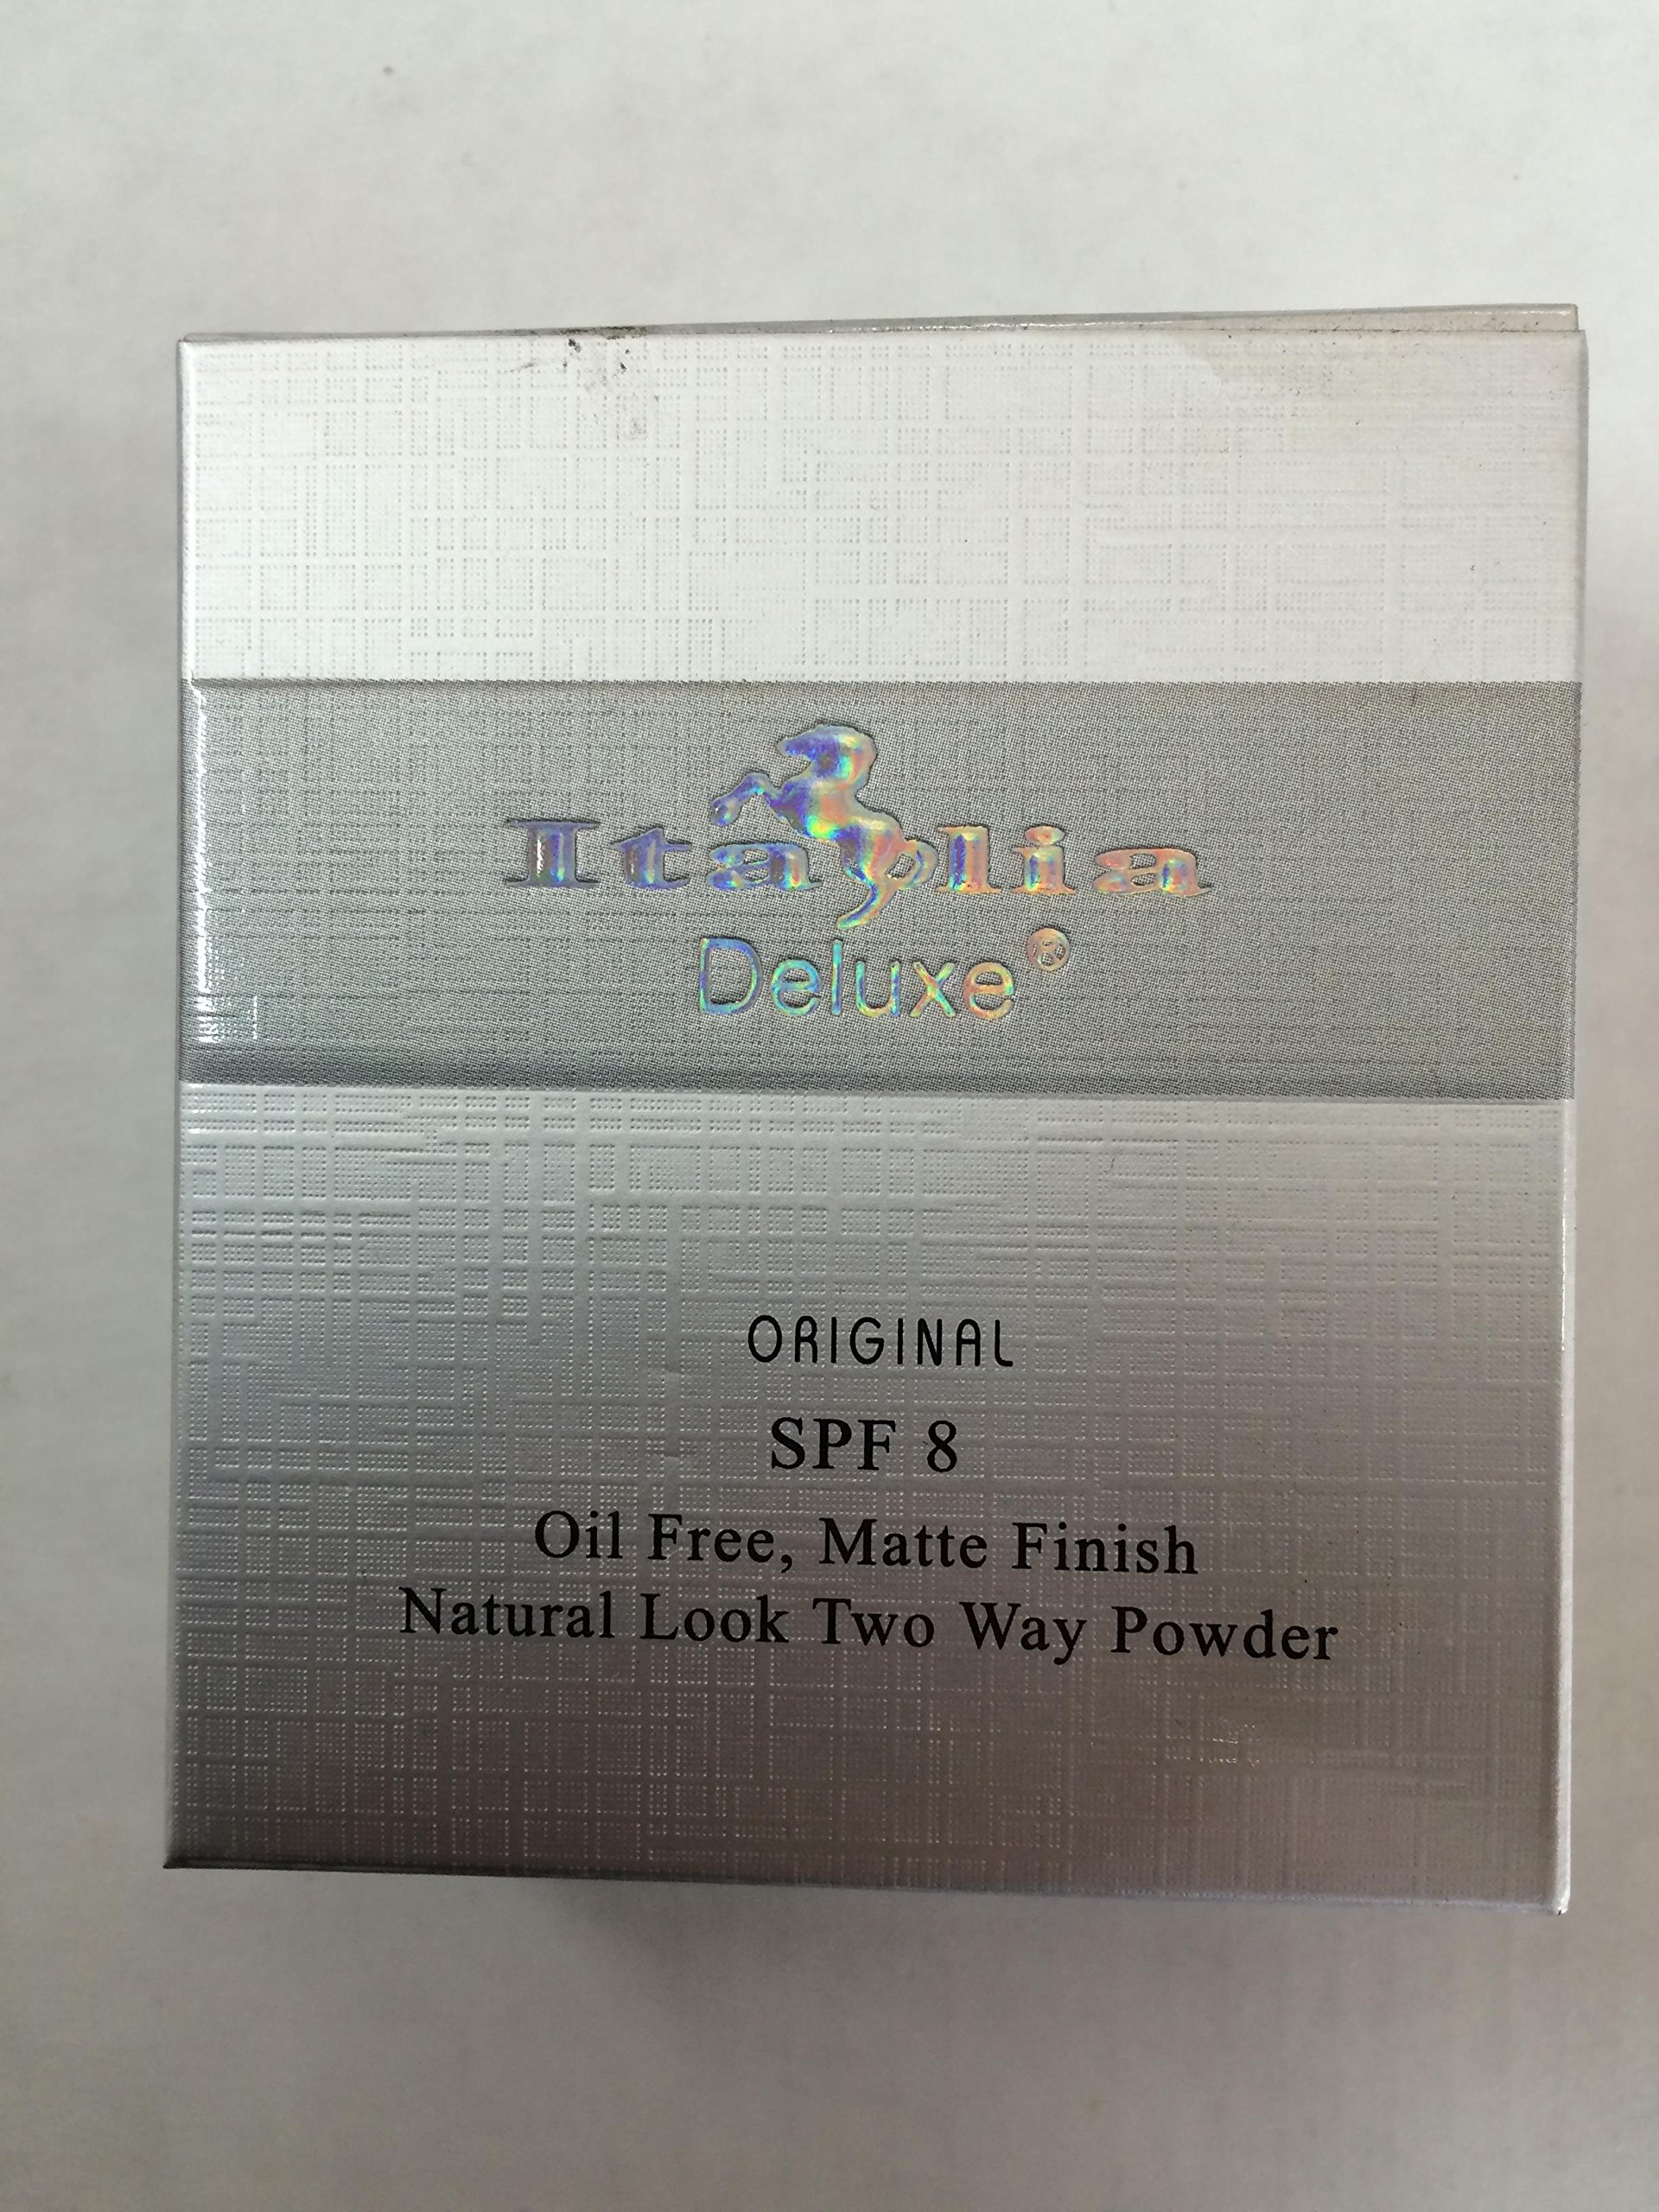 Italia
Deluxe®
ORIGINAL
SPF 8
Oil Free, Matte Finish
Natural Look Two Way Powder